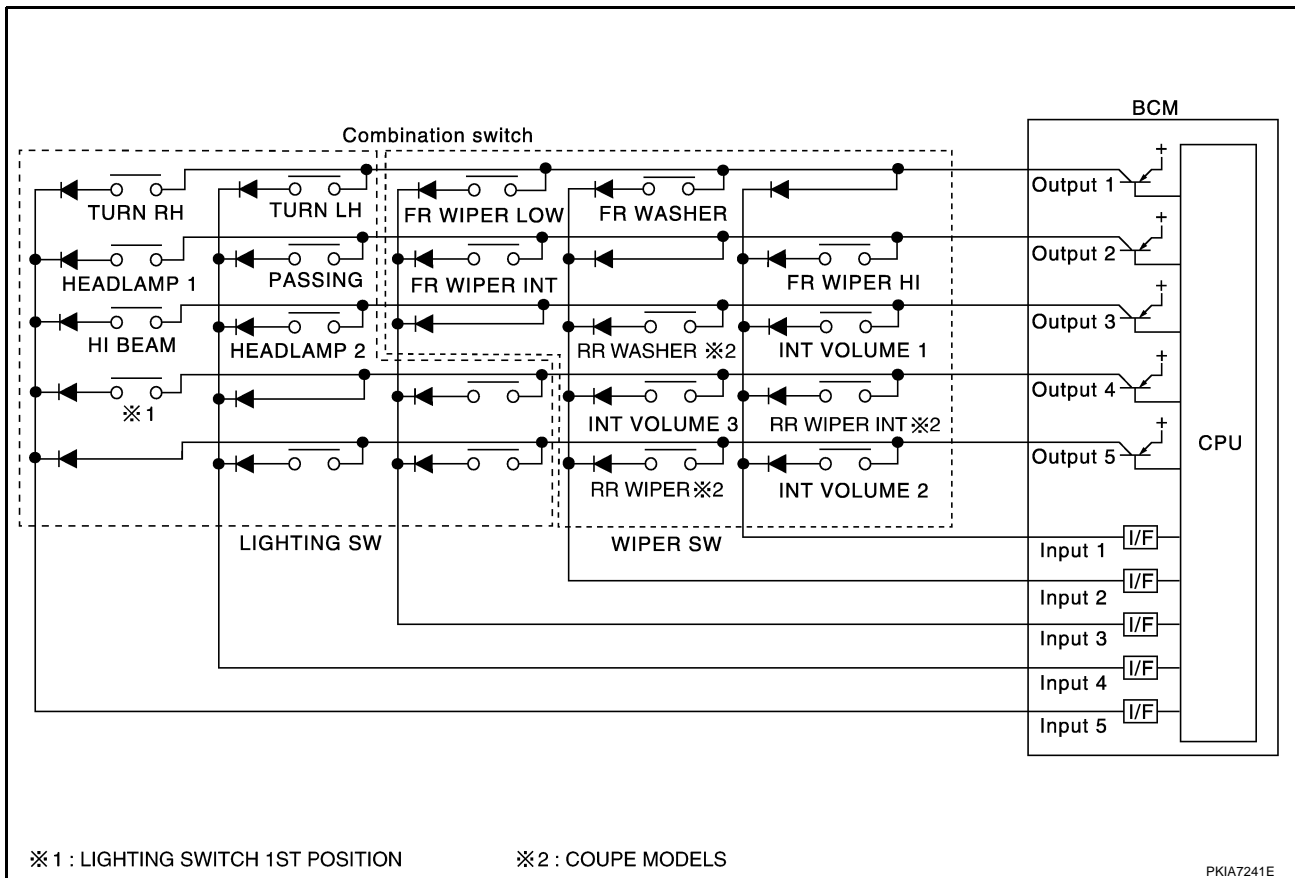 BCM
Combination switch
Output 1
TURN RH
TURN LH
FR WIPER LOW
FR WASHER
+
Output 2
HEADLAMP 1
PASSING
FR WIPER INT
FR WIPER HI
+
Output 3
HI BEAM
HEADLAMP 2
RR WASHER ※2
INT VOLUME 1
+
Output 4
※1
INT VOLUME 3
RR WIPER INT※2
+
Output 5
RR WIPER※2
INT VOLUME 2
+
CPU
LIGHTING SW
WIPER SW
Input 1
I/F
Input 2
I/F
Input 3
I/F
Input 4
I/F
Input 5
I/F
※1 : LIGHTING SWITCH 1ST POSITION
※2 : COUPE MODELS
PKIA7241E